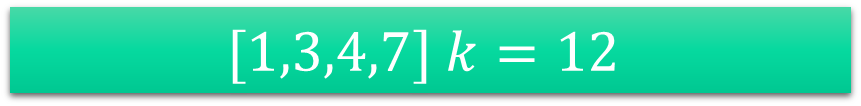 [1,3,4,7] k = 12